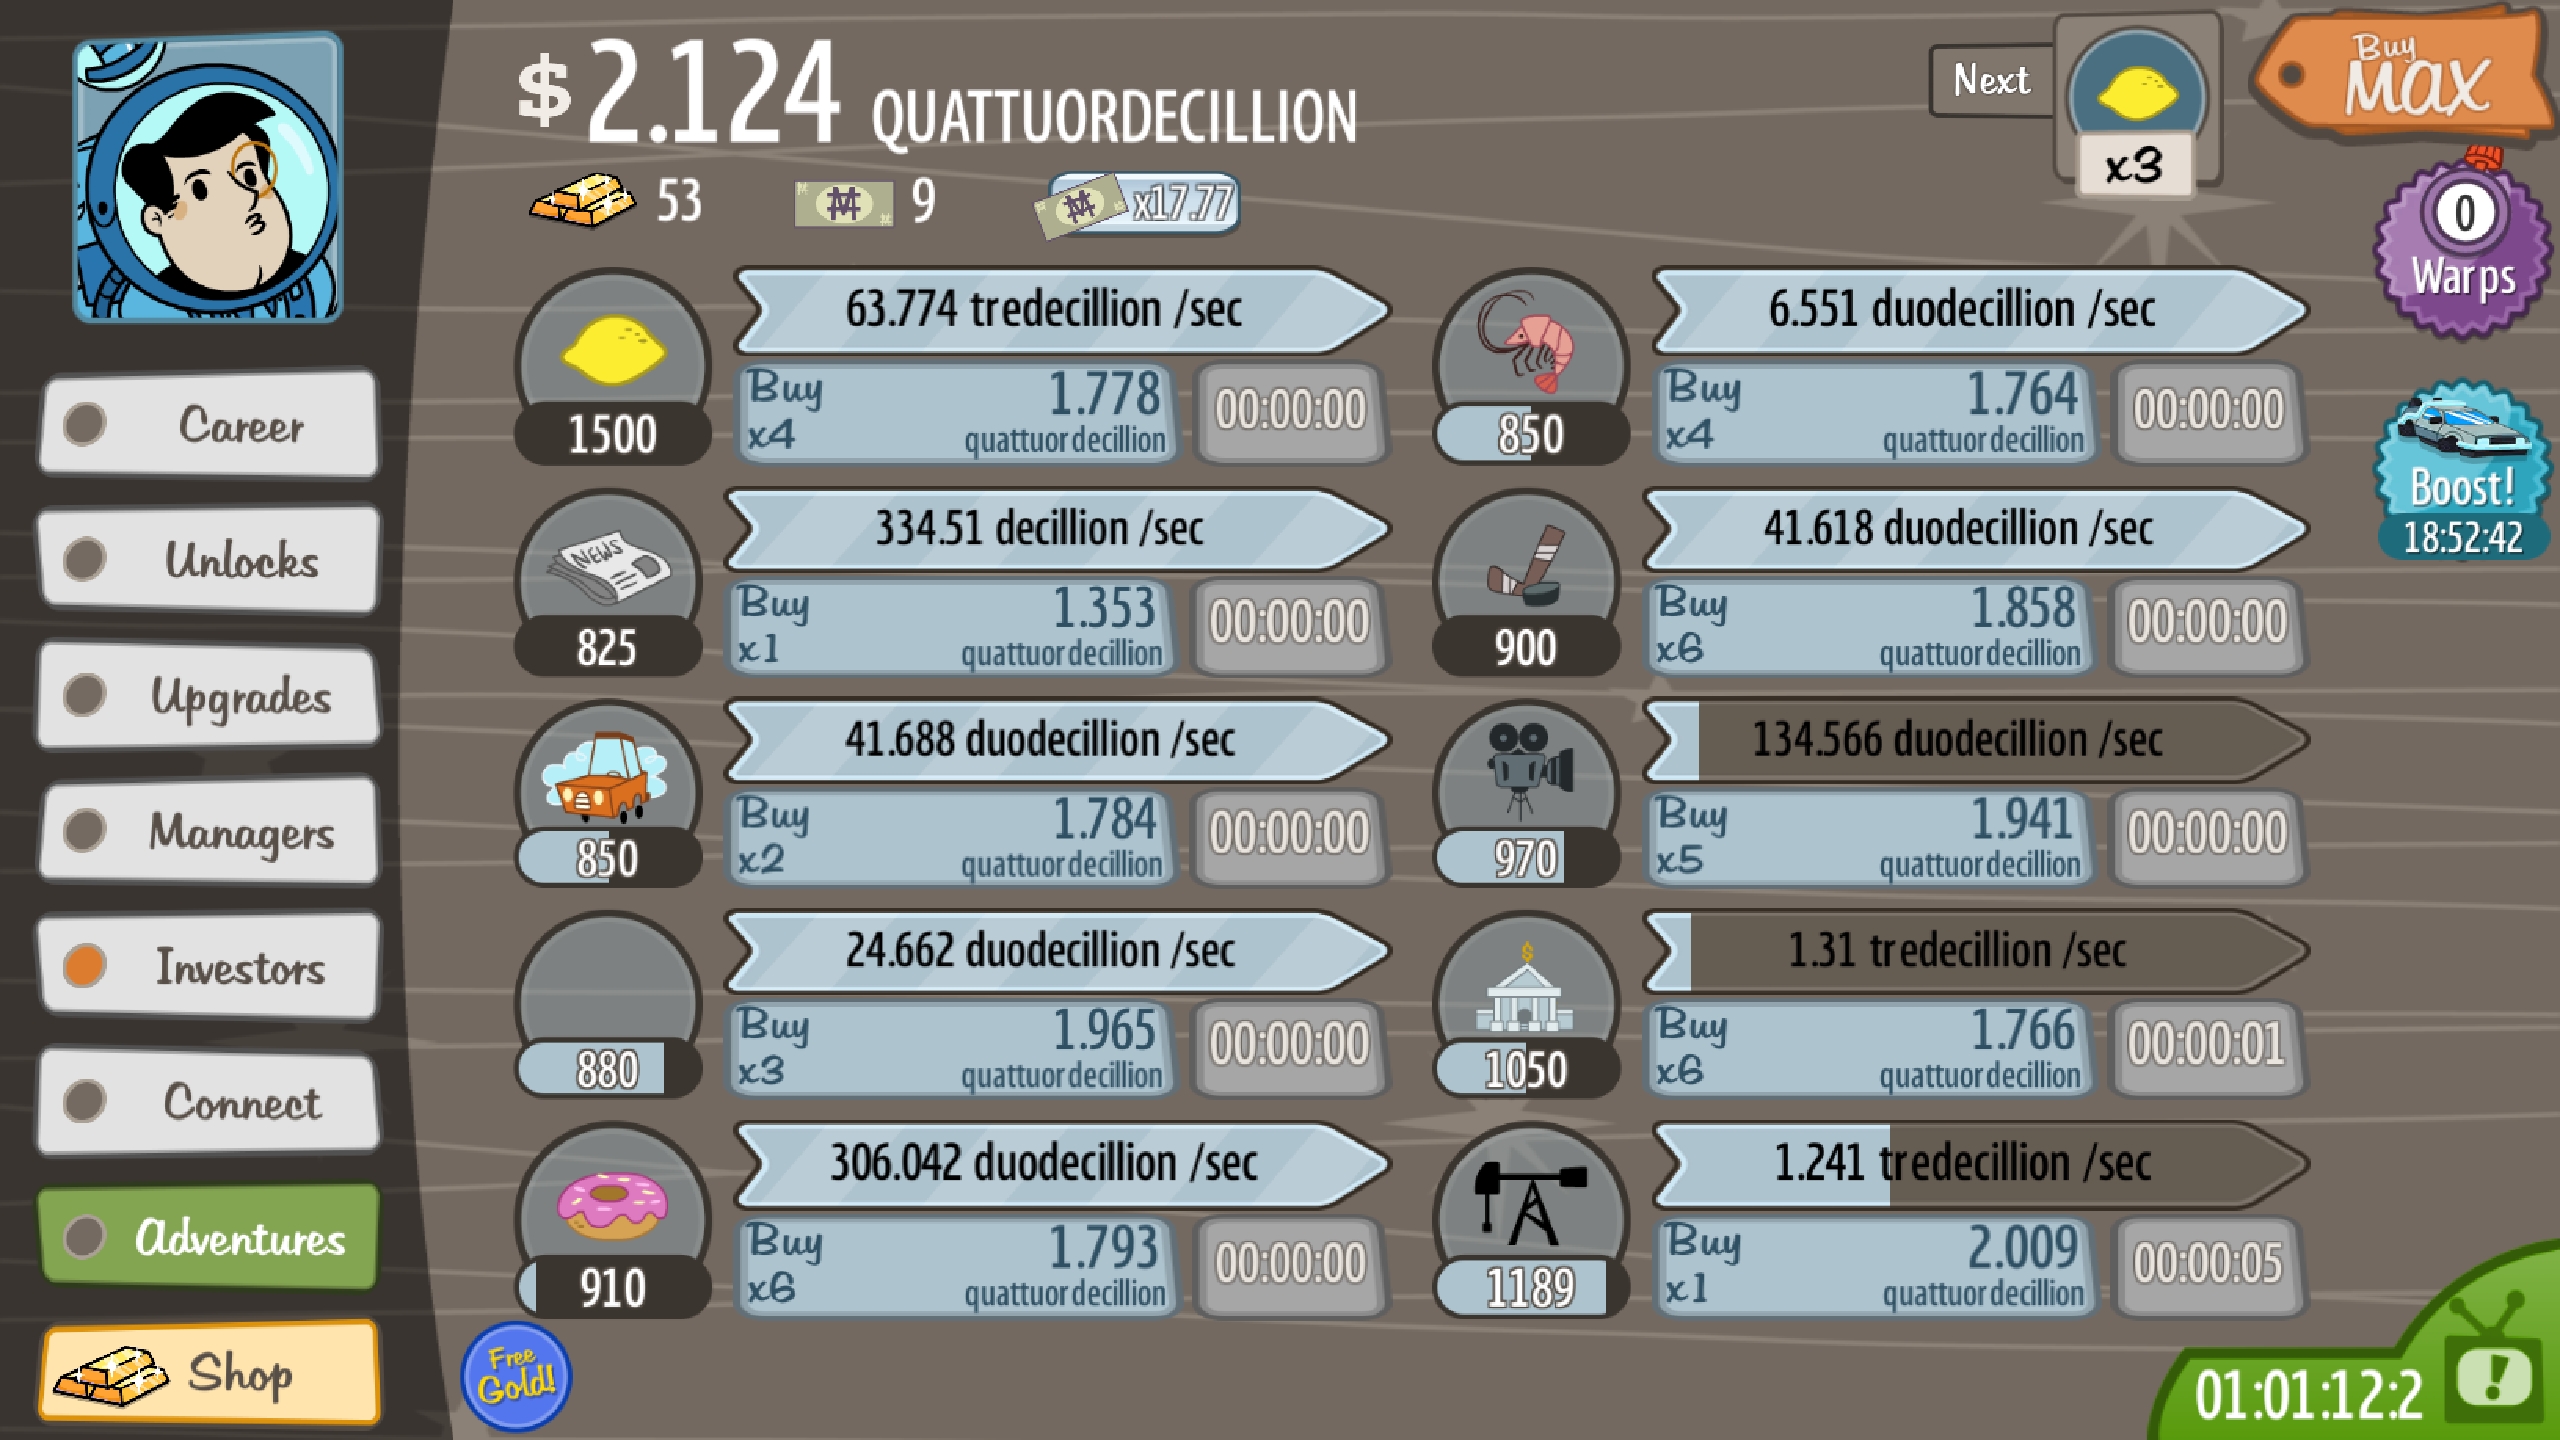 $2.124 QUATTUORDECILLION
Next
x3
Buy
MAX
53
9
x17.77
0
Warps
Boost!
18:52:42
Career
Unlocks
Upgrades
Managers
Investors
Connect
Adventures
Shop
63.774 tredecillion /sec
1500
Buy
x4
1.778
quattuordecillion
00:00:00
6.551 duodecillion /sec
850
Buy
x4
1.764
quattuordecillion
00:00:00
NEWS
334.51 decillion /sec
825
Buy
x1
1.353
quattuordecillion
00:00:00
41.618 duodecillion /sec
900
Buy
x6
1.858
quattuordecillion
00:00:00
41.688 duodecillion /sec
850
Buy
x2
1.784
quattuordecillion
00:00:00
134.566 duodecillion /sec
970
Buy
x5
1.941
quattuordecillion
00:00:00
24.662 duodecillion /sec
880
Buy
x3
1.965
quattuordecillion
00:00:00
$
1.31 tredecillion /sec
1050
Buy
x6
1.766
quattuordecillion
00:00:01
306.042 duodecillion /sec
910
Buy
x6
1.793
quattuordecillion
00:00:00
1.241 tredecillion /sec
1189
Buy
x1
2.009
quattuordecillion
00:00:05
Free
Gold!
01:01:12:2
!